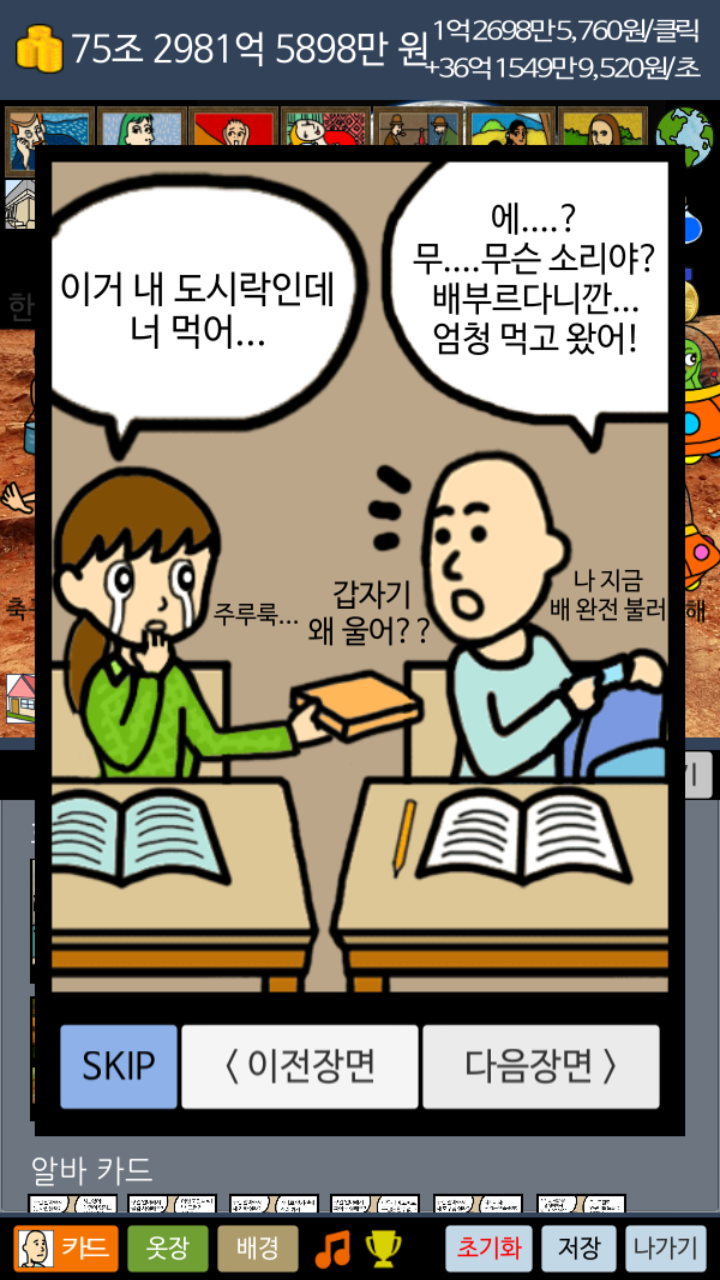 75조 2981억 5898만 원
1억 2698만 5,760원/클릭
+36억 1549만 9,520원/초
이거 내 도시락인데
너 먹어...
에....?
무....무슨 소리야?
배부르다니깐...
엄청 먹고 왔어!
주루룩...
갑자기
왜 울어??
나 지금
배 완전 불러
한
축
해
기
SKIP
< 이전장면
다음장면 >
알바 카드
카드
옷장
배경
초기화
저장
나가기